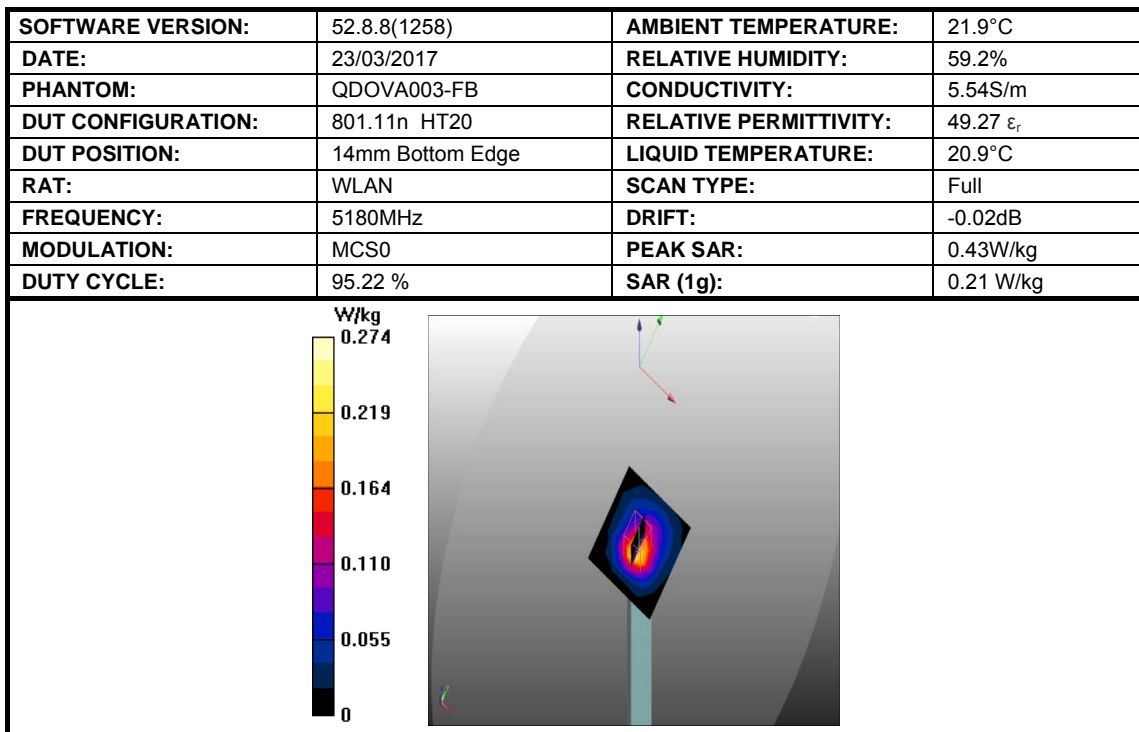 SOFTWARE VERSION: 52.8.8(1258) AMBIENT TEMPERATURE: 21.9°C
DATE: 23/03/2017 RELATIVE HUMIDITY: 59.2%
PHANTOM: QDOVA003-FB CONDUCTIVITY: 5.54S/m
DUT CONFIGURATION: 801.11n HT20 RELATIVE PERMITTIVITY: 49.27 εr
DUT POSITION: 14mm Bottom Edge LIQUID TEMPERATURE: 20.9°C
RAT: WLAN SCAN TYPE: Full
FREQUENCY: 5180MHz DRIFT: -0.02dB
MODULATION: MCS0 PEAK SAR: 0.43W/kg
DUTY CYCLE: 95.22 % SAR (1g): 0.21 W/kg
W/kg
0.274
0.219
0.164
0.110
0.055
0